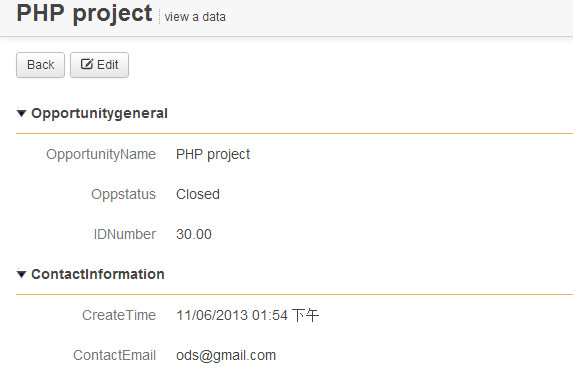 PHP project view a data
Back Edit
Opportunitygeneral
OpportunityName PHP project
Oppstatus Closed
IDNumber 30.00
ContactInformation
CreateTime 11/06/2013 01:54 下午
ContactEmail ods@gmail.com